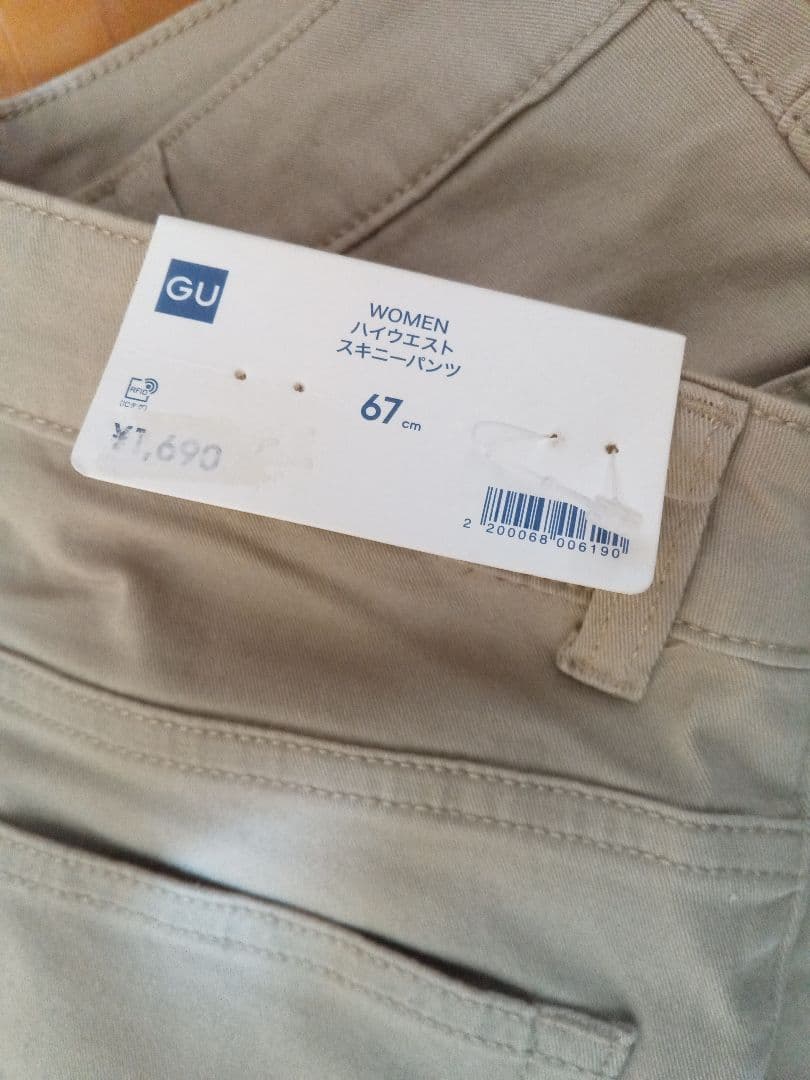 GU
WOMEN
ハイウエスト
スキニーパンツ
67 cm
RFID
¥1,690
2 200068 006190